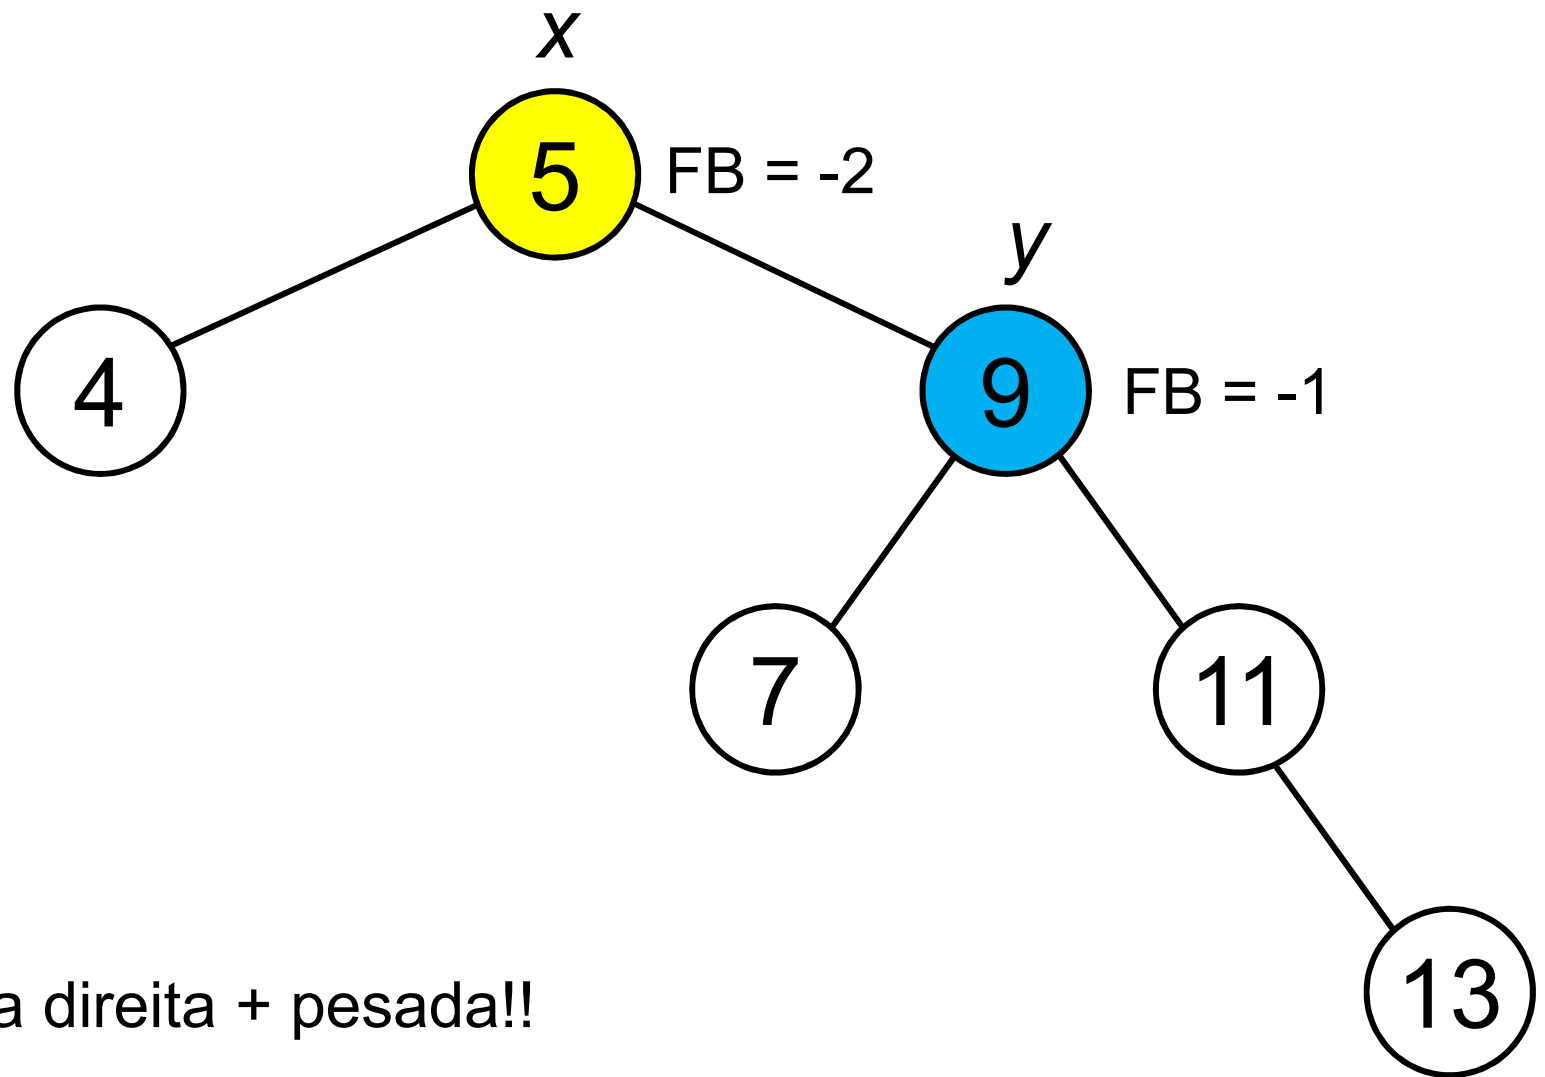 x
5 FB = -2
y
4
9 FB = -1
7
11
13
a direita + pesada!!